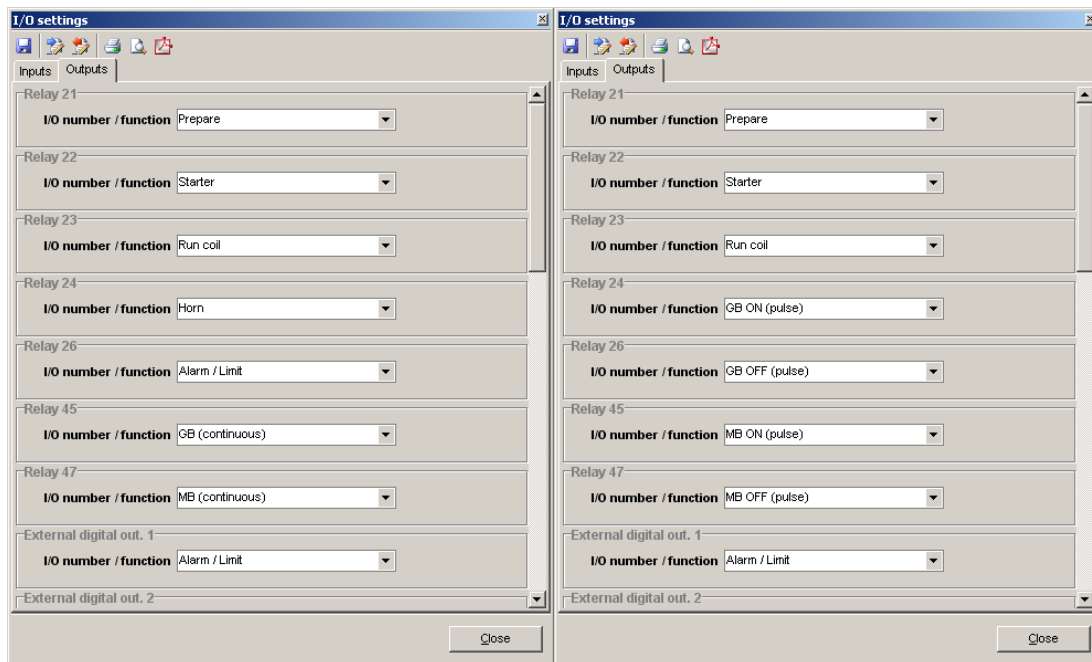 I/O settings
Inputs Outputs
Relay 21
I/O number / function Prepare
Relay 22
I/O number / function Starter
Relay 23
I/O number / function Run coil
Relay 24
I/O number / function Horn
Relay 26
I/O number / function Alarm / Limit
Relay 45
I/O number / function GB (continuous)
Relay 47
I/O number / function MB (continuous)
External digital out. 1
I/O number / function Alarm / Limit
External digital out. 2
Close
I/O settings
Inputs Outputs
Relay 21
I/O number / function Prepare
Relay 22
I/O number / function Starter
Relay 23
I/O number / function Run coil
Relay 24
I/O number / function GB ON (pulse)
Relay 26
I/O number / function GB OFF (pulse)
Relay 45
I/O number / function MB ON (pulse)
Relay 47
I/O number / function MB OFF (pulse)
External digital out. 1
I/O number / function Alarm / Limit
External digital out. 2
Close